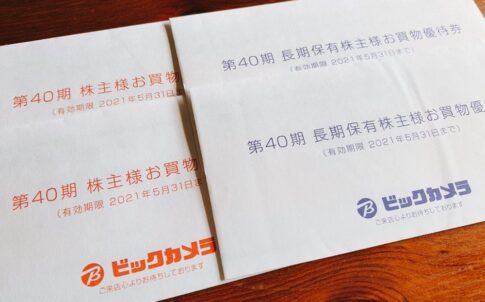 第40期 株主様お買物
（有効期限 2021年5月31日ま
第40期 株主様お買物
（有効期限 2021年5月31日
ビックカメラ
ご来店心よりお待ちしております
第40期 長期保有株主様お買物優待券
（有効期限 2021年5月31日まで）
第40期 長期保有株主様お買物優
（有効期限 2021年5月31日まで）
B ビックカメラ
ご来店心よりお待ちしております